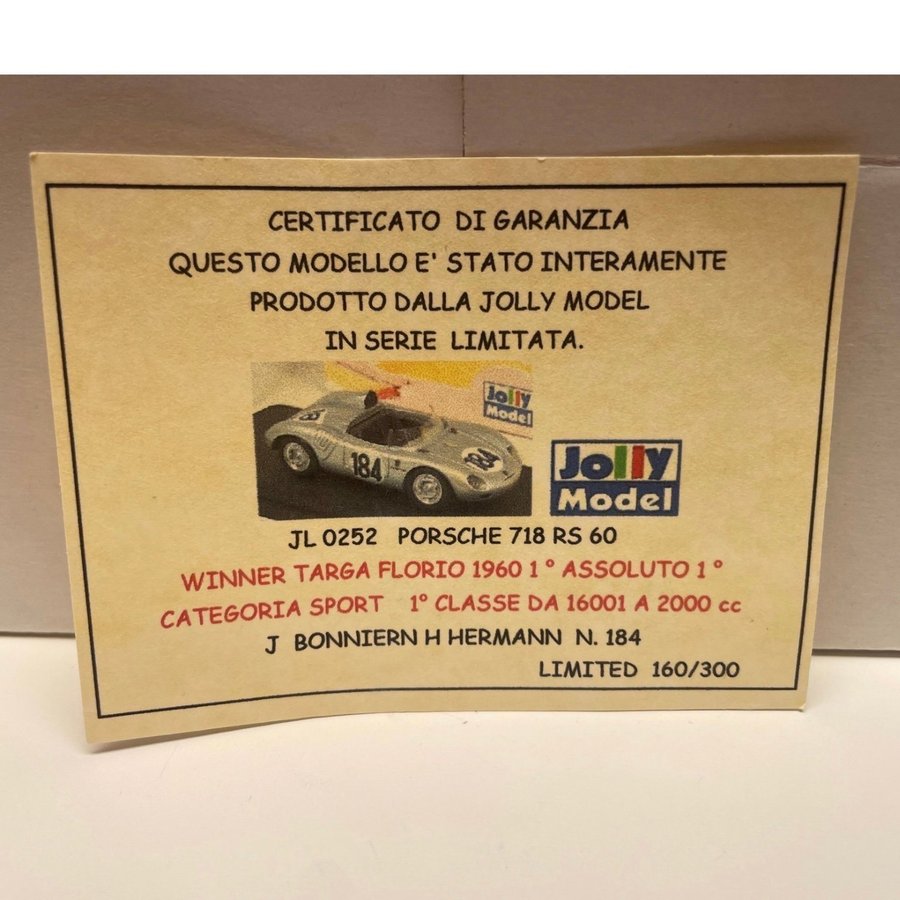 CERTIFICATO DI GARANZIA
QUESTO MODELLO E' STATO INTERAMENTE
PRODOTTO DALLA JOLLY MODEL
IN SERIE LIMITATA.
Jolly
Model
184
184
Jolly
Model
JL 0252 PORSCHE 718 RS 60
WINNER TARGA FLORIO 1960 1° ASSOLUTO 1°
CATEGORIA SPORT 1° CLASSE DA 16001 A 2000 cc
J BONNIERN H HERMANN N. 184
LIMITED 160/300